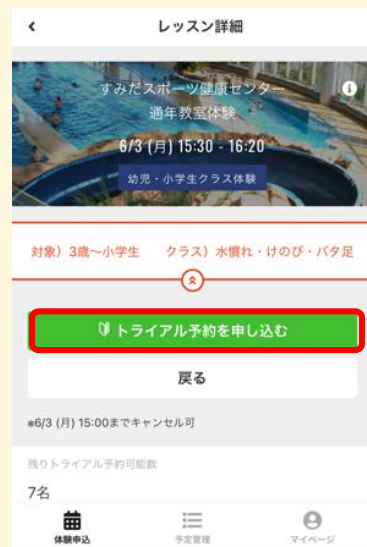 レッスン詳細
すみだスポーツ健康センター
通年教室体験
6/3 (月) 15:30 - 16:20
幼児・小学生クラス体験
対象）3歳〜小学生　クラス）水慣れ・けのび・バタ足
トライアル予約を申し込む
戻る
※6/3 (月) 15:00までキャンセル可
残りトライアル予約可能数
7名
体験申込　予定管理　マイページ